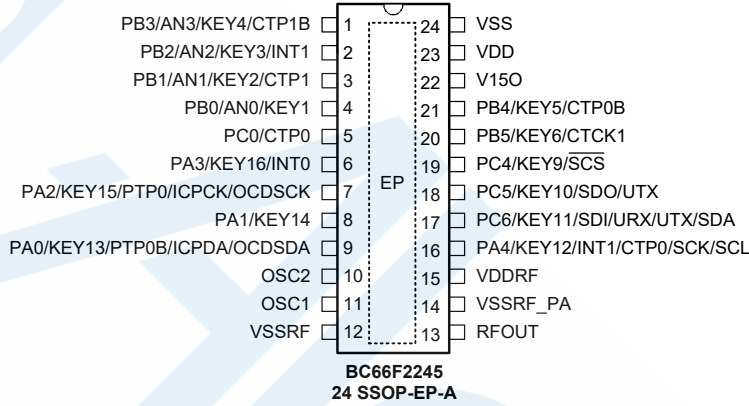 PB3/AN3/KEY4/CTP1B 1 24 VSS
PB2/AN2/KEY3/INT1 2 23 VDD
PB1/AN1/KEY2/CTP1 3 22 V15O
PB0/AN0/KEY1 4 21 PB4/KEY5/CTP0B
PC0/CTP0 5 20 PB5/KEY6/CTCK1
PA3/KEY16/INT0 6 19 PC4/KEY9/SCS
EP
PA2/KEY15/PTP0/ICPCK/OCDSCK 7 18 PC5/KEY10/SDO/UTX
PA1/KEY14 8 17 PC6/KEY11/SDI/URX/UTX/SDA
PA0/KEY13/PTP0B/ICPDA/OCDSDA 9 16 PA4/KEY12/INT1/CTP0/SCK/SCL
OSC2 10 15 VDDRF
OSC1 11 14 VSSRF_PA
VSSRF 12 13 RFOUT
BC66F2245
24 SSOP-EP-A